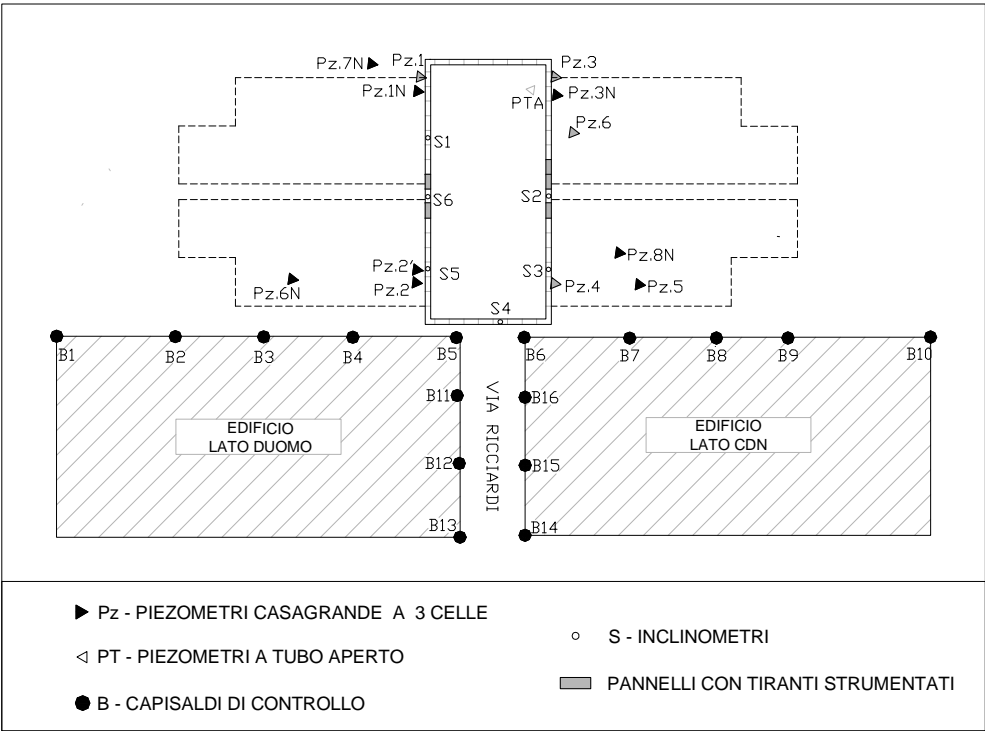 Pz.7N
Pz.1
Pz.3
Pz.1N
PTA
Pz.3N
Pz.6
S1
S6
S2
Pz.8N
Pz.2'
S5
S3
Pz.6N
Pz.2
Pz.4
Pz.5
S4
B1
B2
B3
B4
B5
B6
B7
B8
B9
B10
B11
B16
EDIFICIO
LATO DUOMO
VIA RICCIARDI
EDIFICIO
LATO CDN
B12
B15
B13
B14
Pz - PIEZOMETRI CASAGRANDE A 3 CELLE
PT - PIEZOMETRI A TUBO APERTO
B - CAPISALDI DI CONTROLLO
S - INCLINOMETRI
PANNELLI CON TIRANTI STRUMENTATI